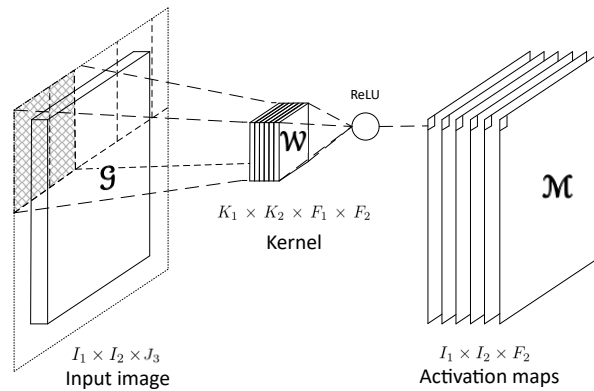 ReLU
𝒢
𝒲
ℳ
K₁ × K₂ × F₁ × F₂
Kernel
I₁ × I₂ × J₃
Input image
I₁ × I₂ × F₂
Activation maps